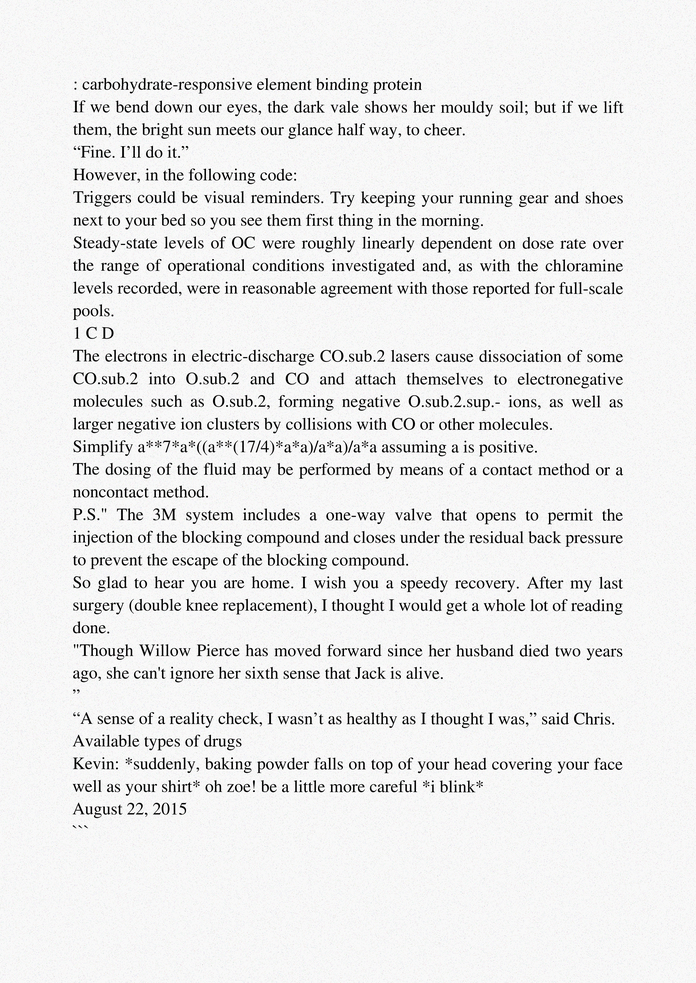 : carbohydrate-responsive element binding protein
If we bend down our eyes, the dark vale shows her mouldy soil; but if we lift
them, the bright sun meets our glance half way, to cheer.
“Fine. I’ll do it.”
However, in the following code:
Triggers could be visual reminders. Try keeping your running gear and shoes
next to your bed so you see them first thing in the morning.
Steady-state levels of OC were roughly linearly dependent on dose rate over
the range of operational conditions investigated and, as with the chloramine
levels recorded, were in reasonable agreement with those reported for full-scale
pools.
1 C D
The electrons in electric-discharge CO.sub.2 lasers cause dissociation of some
CO.sub.2 into O.sub.2 and CO and attach themselves to electronegative
molecules such as O.sub.2, forming negative O.sub.2.sup.- ions, as well as
larger negative ion clusters by collisions with CO or other molecules.
Simplify a**7*a*((a**(17/4)*a*a)/a*a)/a*a assuming a is positive.
The dosing of the fluid may be performed by means of a contact method or a
noncontact method.
P.S." The 3M system includes a one-way valve that opens to permit the
injection of the blocking compound and closes under the residual back pressure
to prevent the escape of the blocking compound.
So glad to hear you are home. I wish you a speedy recovery. After my last
surgery (double knee replacement), I thought I would get a whole lot of reading
done.
"Though Willow Pierce has moved forward since her husband died two years
ago, she can't ignore her sixth sense that Jack is alive.
”
“A sense of a reality check, I wasn’t as healthy as I thought I was,” said Chris.
Available types of drugs
Kevin: *suddenly, baking powder falls on top of your head covering your face
well as your shirt* oh zoe! be a little more careful *i blink*
August 22, 2015
```